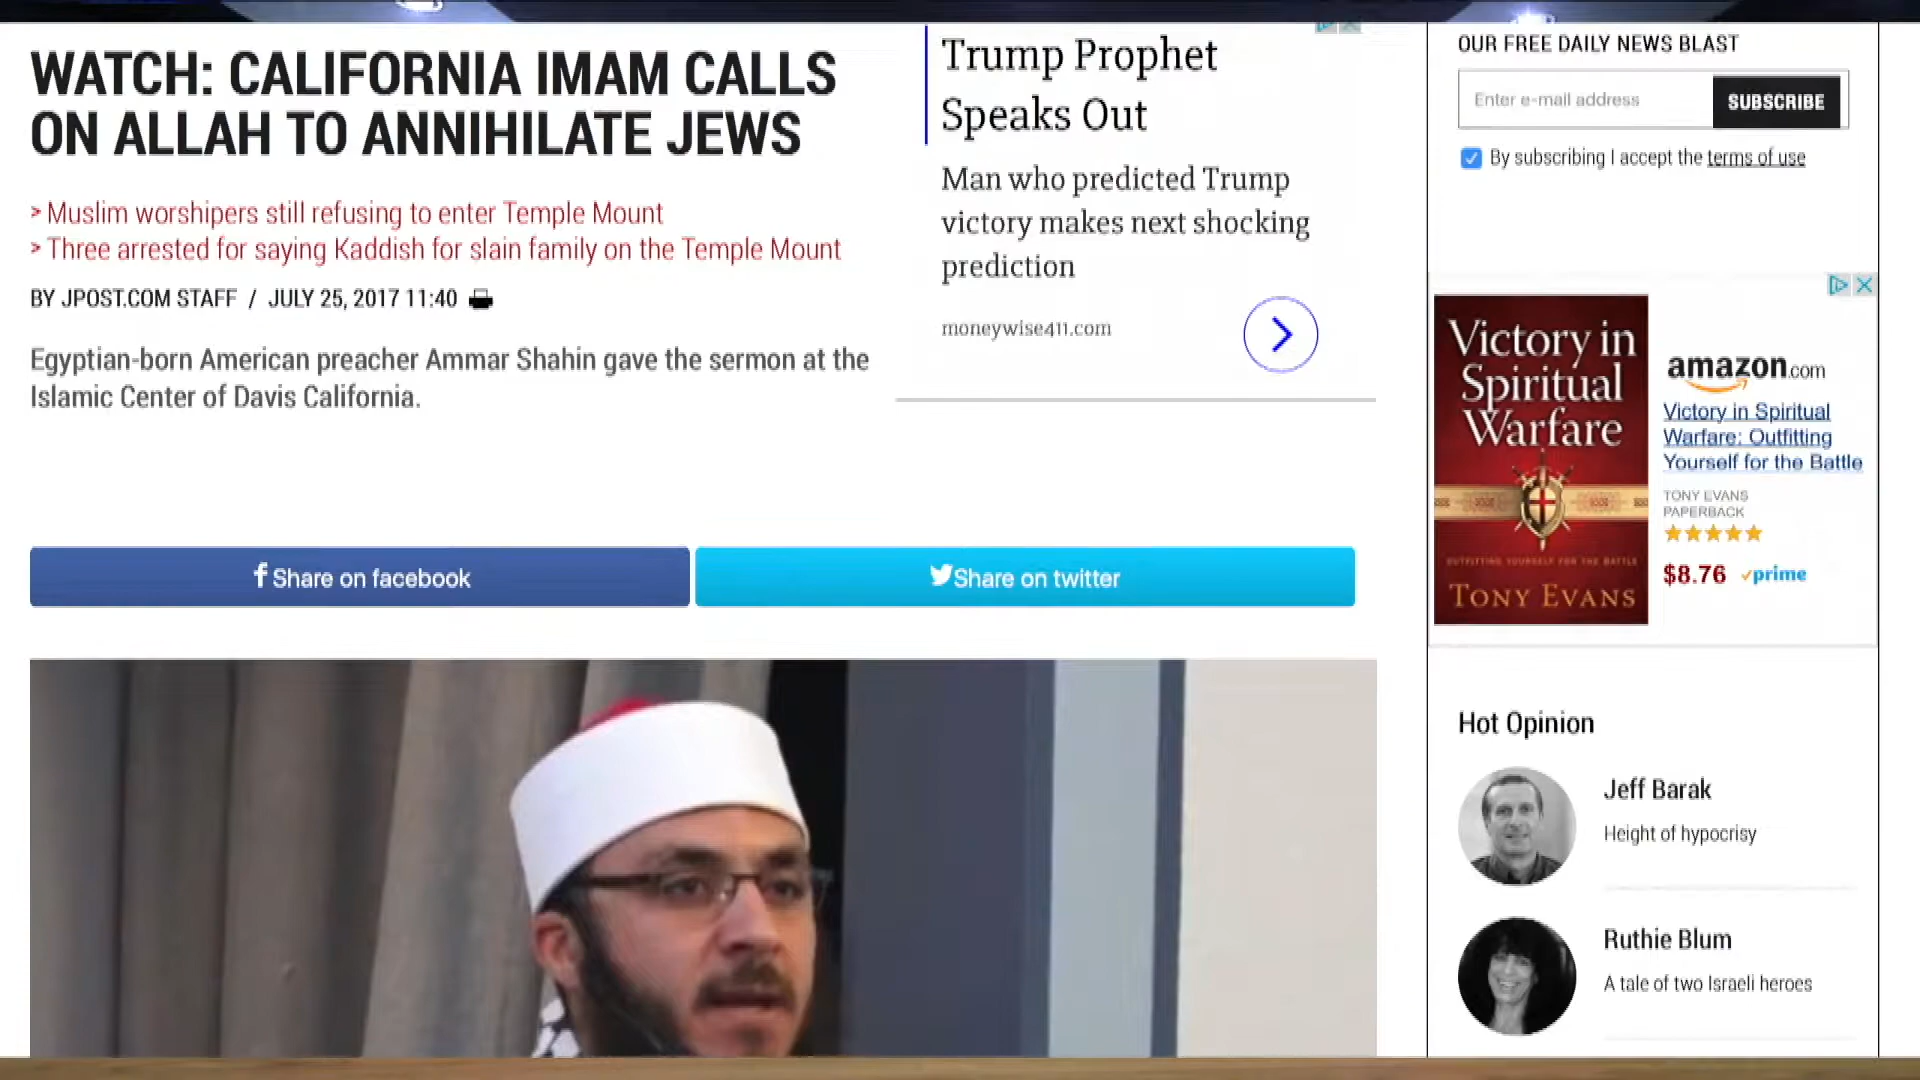 WATCH: CALIFORNIA IMAM CALLS
ON ALLAH TO ANNIHILATE JEWS
> Muslim worshipers still refusing to enter Temple Mount
> Three arrested for saying Kaddish for slain family on the Temple Mount
BY JPOST.COM STAFF / JULY 25, 2017 11:40
Egyptian-born American preacher Ammar Shahin gave the sermon at the
Islamic Center of Davis California.
Trump Prophet
Speaks Out
Man who predicted Trump
victory makes next shocking
prediction
moneywise411.com
f Share on facebook
Share on twitter
OUR FREE DAILY NEWS BLAST
Enter e-mail address
SUBSCRIBE
By subscribing I accept the terms of use
Victory in
Spiritual
Warfare
OUTFITTING YOURSELF FOR THE BATTLE
TONY EVANS
amazon.com
Victory in Spiritual
Warfare: Outfitting
Yourself for the Battle
TONY EVANS
PAPERBACK
$8.76 prime
Hot Opinion
Jeff Barak
Height of hypocrisy
Ruthie Blum
A tale of two Israeli heroes